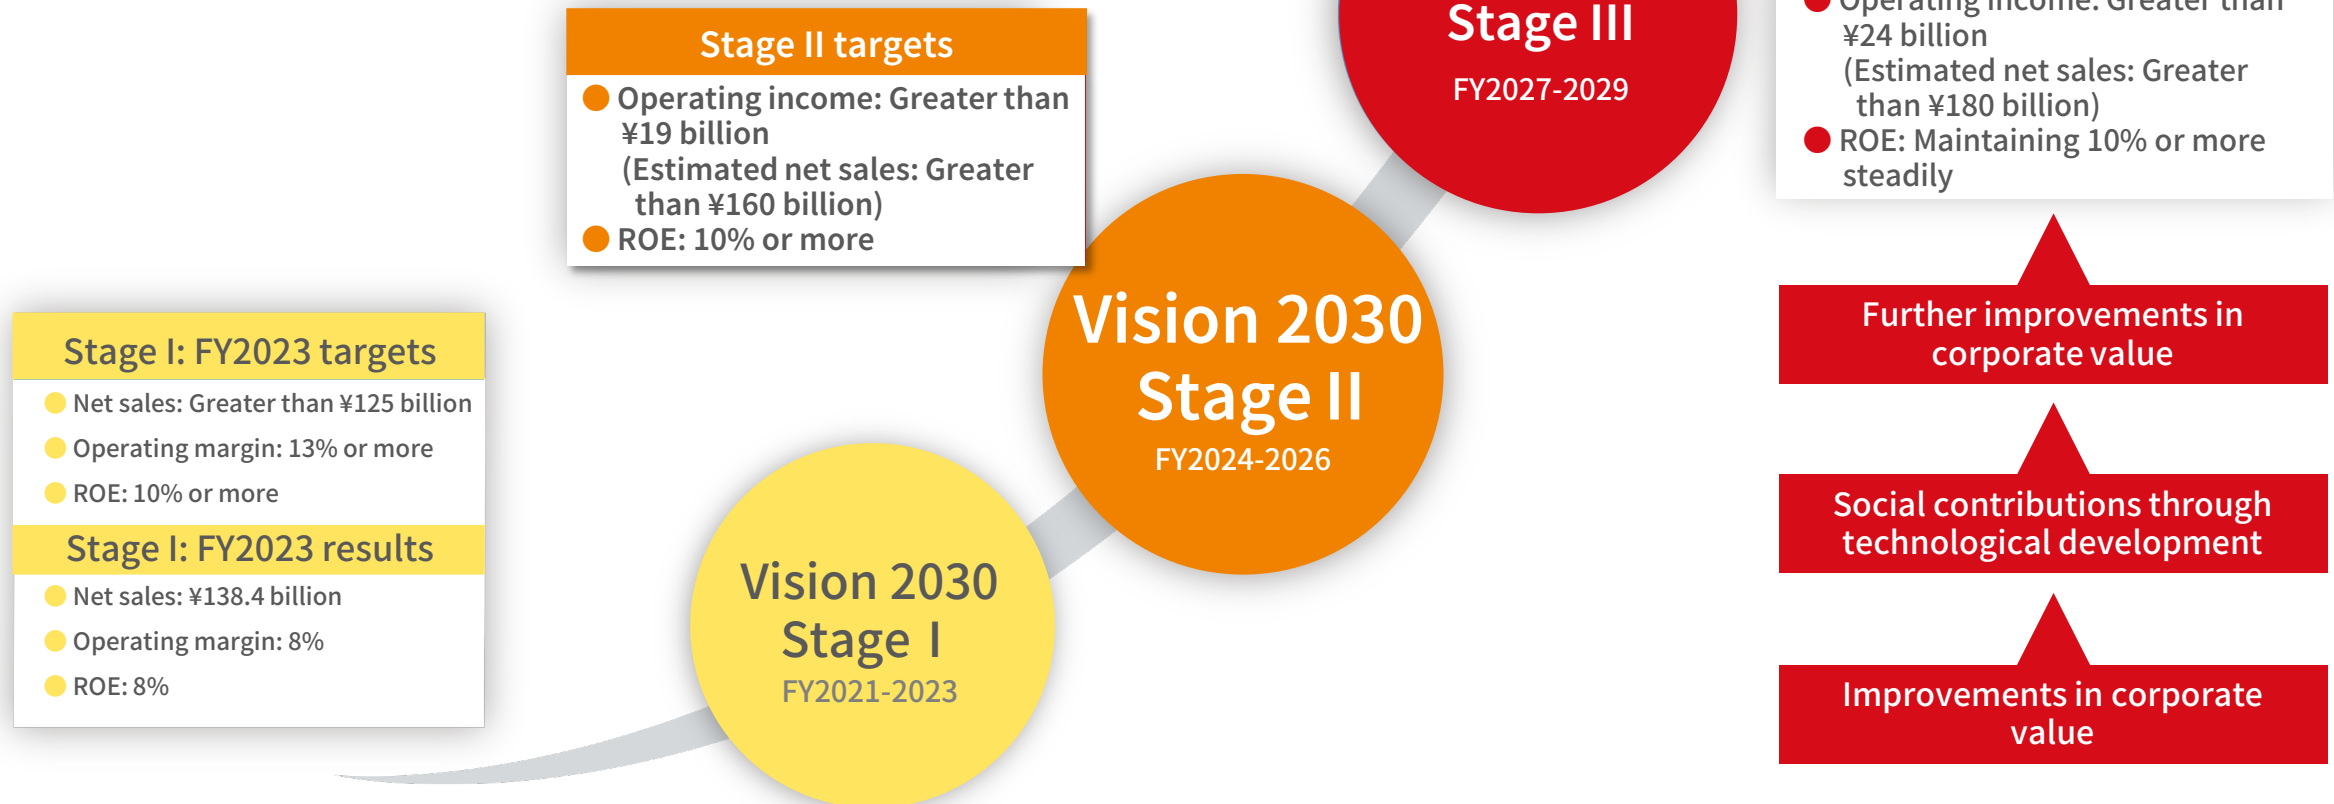 Stage II targets
● Operating income: Greater than
¥19 billion
(Estimated net sales: Greater
than ¥160 billion)
● ROE: 10% or more
Stage III
FY2027-2029
● Operating income: Greater than
¥24 billion
(Estimated net sales: Greater
than ¥180 billion)
● ROE: Maintaining 10% or more
steadily
Stage I: FY2023 targets
● Net sales: Greater than ¥125 billion
● Operating margin: 13% or more
● ROE: 10% or more
Stage I: FY2023 results
● Net sales: ¥138.4 billion
● Operating margin: 8%
● ROE: 8%
Vision 2030
Stage I
FY2021-2023
Vision 2030
Stage II
FY2024-2026
Further improvements in
corporate value
Social contributions through
technological development
Improvements in corporate
value